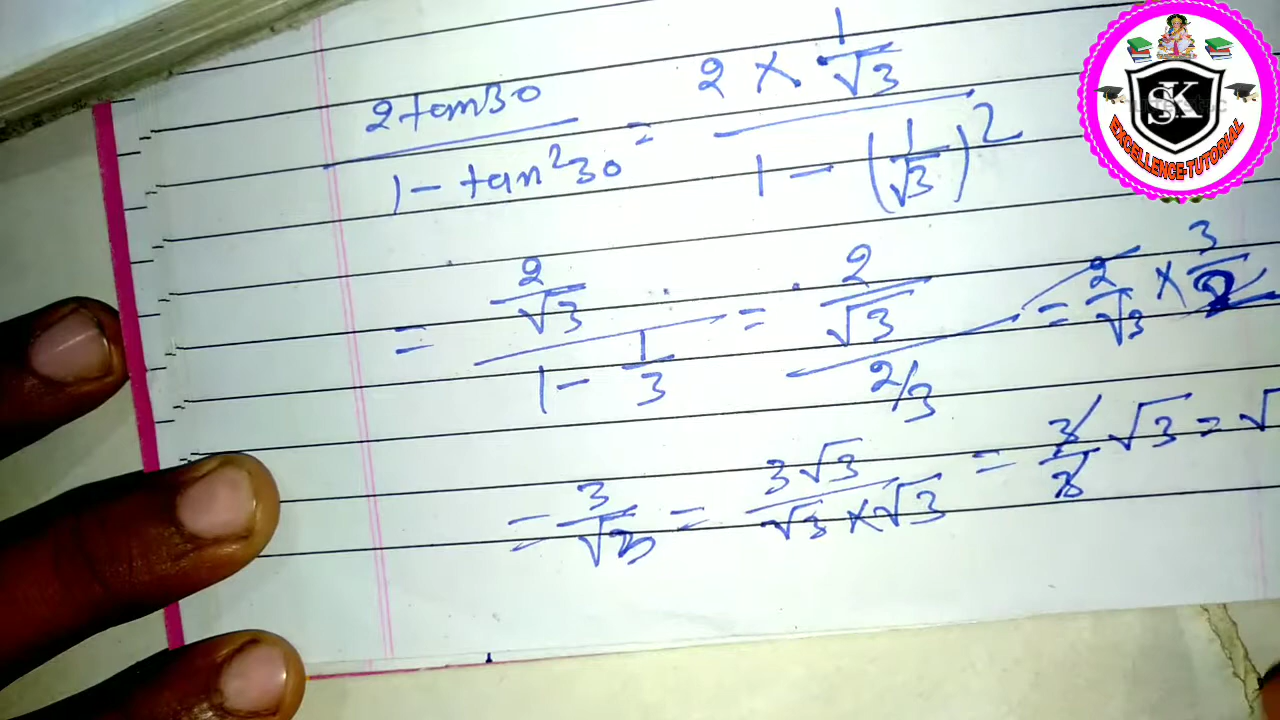 2tan30 / 1 - tan²30 = 2 × 1/√3 / 1 - (1/√3)²
= 2/√3 / 1 - 1/3 = 2/√3 / 2/3 = 2/√3 × 3/2
= 3/√3 = 3√3 / √3×√3 = 3/3 √3 = √
SK
EXCELLENCE-TUTORIAL